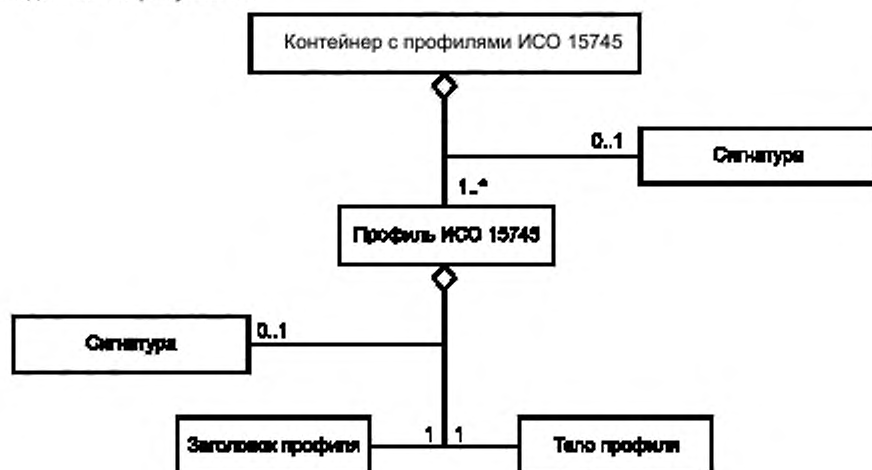 Контейнер с профилями ИСО 15745
0..1
Сигнатура
1..*
Профиль ИСО 15745
0..1
Сигнатура
Заголовок профиля
1
1
Тело профиля